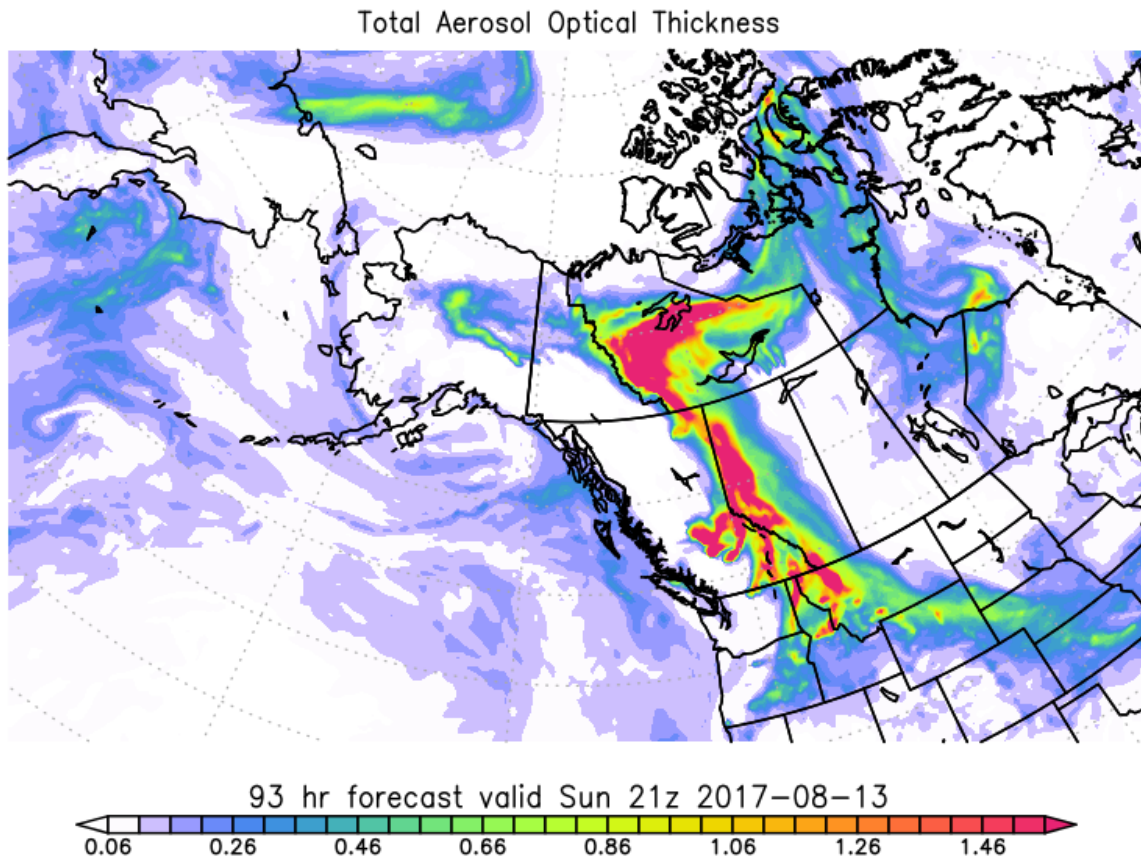 Total Aerosol Optical Thickness
93 hr forecast valid Sun 21z 2017-08-13
0.06 0.26 0.46 0.66 0.86 1.06 1.26 1.46